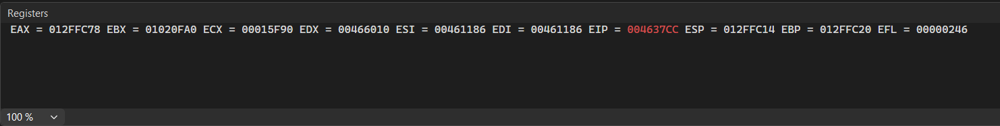 Registers
EAX = 012FFC78 EBX = 01020FA0 ECX = 00015F90 EDX = 00466010 ESI = 00461186 EDI = 00461186 EIP = 004637CC ESP = 012FFC14 EBP = 012FFC20 EFL = 00000246
100 %